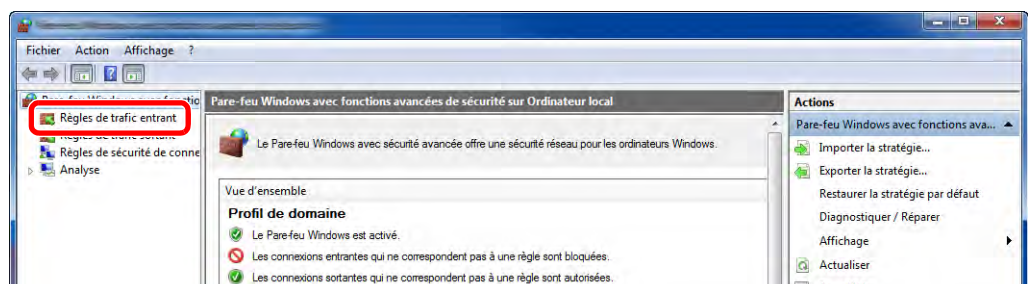 Fichier Action Affichage ?
Pare-feu Windows avec fonctions avancées de sécurité sur Ordinateur local
Actions
Règles de trafic entrant
Règles de sécurité de conne
Analyse
Le Pare-feu Windows avec sécurité avancée offre une sécurité réseau pour les ordinateurs Windows.
Vue d'ensemble
Profil de domaine
Le Pare-feu Windows est activé.
Les connexions entrantes qui ne correspondent pas à une règle sont bloquées.
Les connexions sortantes qui ne correspondent pas à une règle sont autorisées.
Pare-feu Windows avec fonctions ava...
Importer la stratégie...
Exporter la stratégie...
Restaurer la stratégie par défaut
Diagnostiquer / Réparer
Affichage
Actualiser